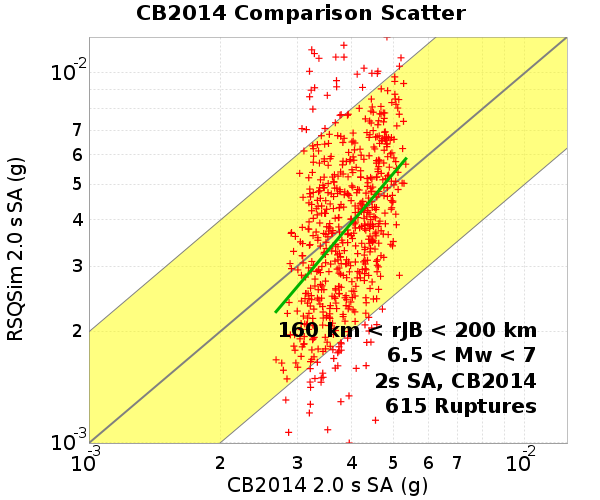 CB2014 Comparison Scatter
RSQSim 2.0 s SA (g)
10-2
7
6
5
4
3
2
10-3
160 km < rJB < 200 km
6.5 < Mw < 7
2s SA, CB2014
615 Ruptures
10-3 2 3 4 5 6 7 10-2
CB2014 2.0 s SA (g)